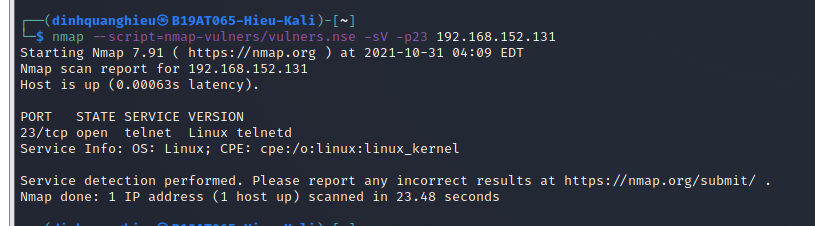 ┌──(dinhquanghieu㉿B19AT065-Hieu-Kali)-[~]
└─$ nmap --script=nmap-vulners/vulners.nse -sV -p23 192.168.152.131
Starting Nmap 7.91 ( https://nmap.org ) at 2021-10-31 04:09 EDT
Nmap scan report for 192.168.152.131
Host is up (0.00063s latency).
PORT   STATE SERVICE VERSION
23/tcp open  telnet  Linux telnetd
Service Info: OS: Linux; CPE: cpe:/o:linux:linux_kernel
Service detection performed. Please report any incorrect results at https://nmap.org/submit/ .
Nmap done: 1 IP address (1 host up) scanned in 23.48 seconds